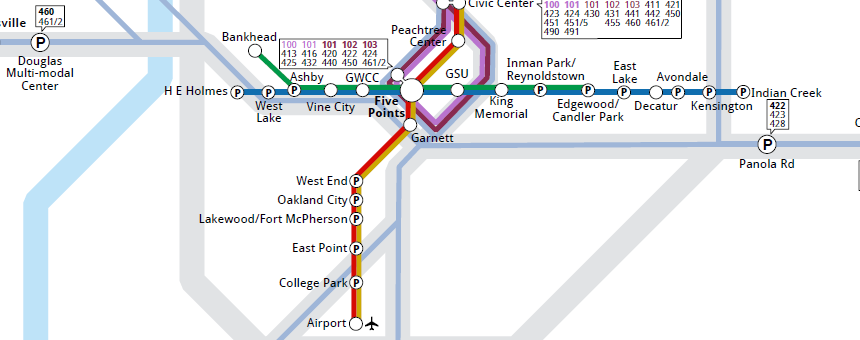 460
461/2
sville
P
Douglas
Multi-modal
Center
Civic Center
100 101 102 103 411 421
423 424 430 431 432 441
451 451/5 441 442 450
490 491 455 460 461/2
Peachtree
Center
Bankhead
100 101 101 102 103
413 416 420 422 424
425 432 440 450 461/2
H E Holmes
P
P
West
Lake
P
Ashby
Vine City
GWCC
Five
Points
GSU
King
Memorial
Inman Park/
Reynoldstown
P
P
Edgewood/
Candler Park
East
Lake
P
Decatur
Avondale
P
P
Kensington
P
Indian Creek
422
423
428
P
Panola Rd
Garnett
West End P
Oakland City P
Lakewood/Fort McPherson P
East Point P
College Park P
Airport